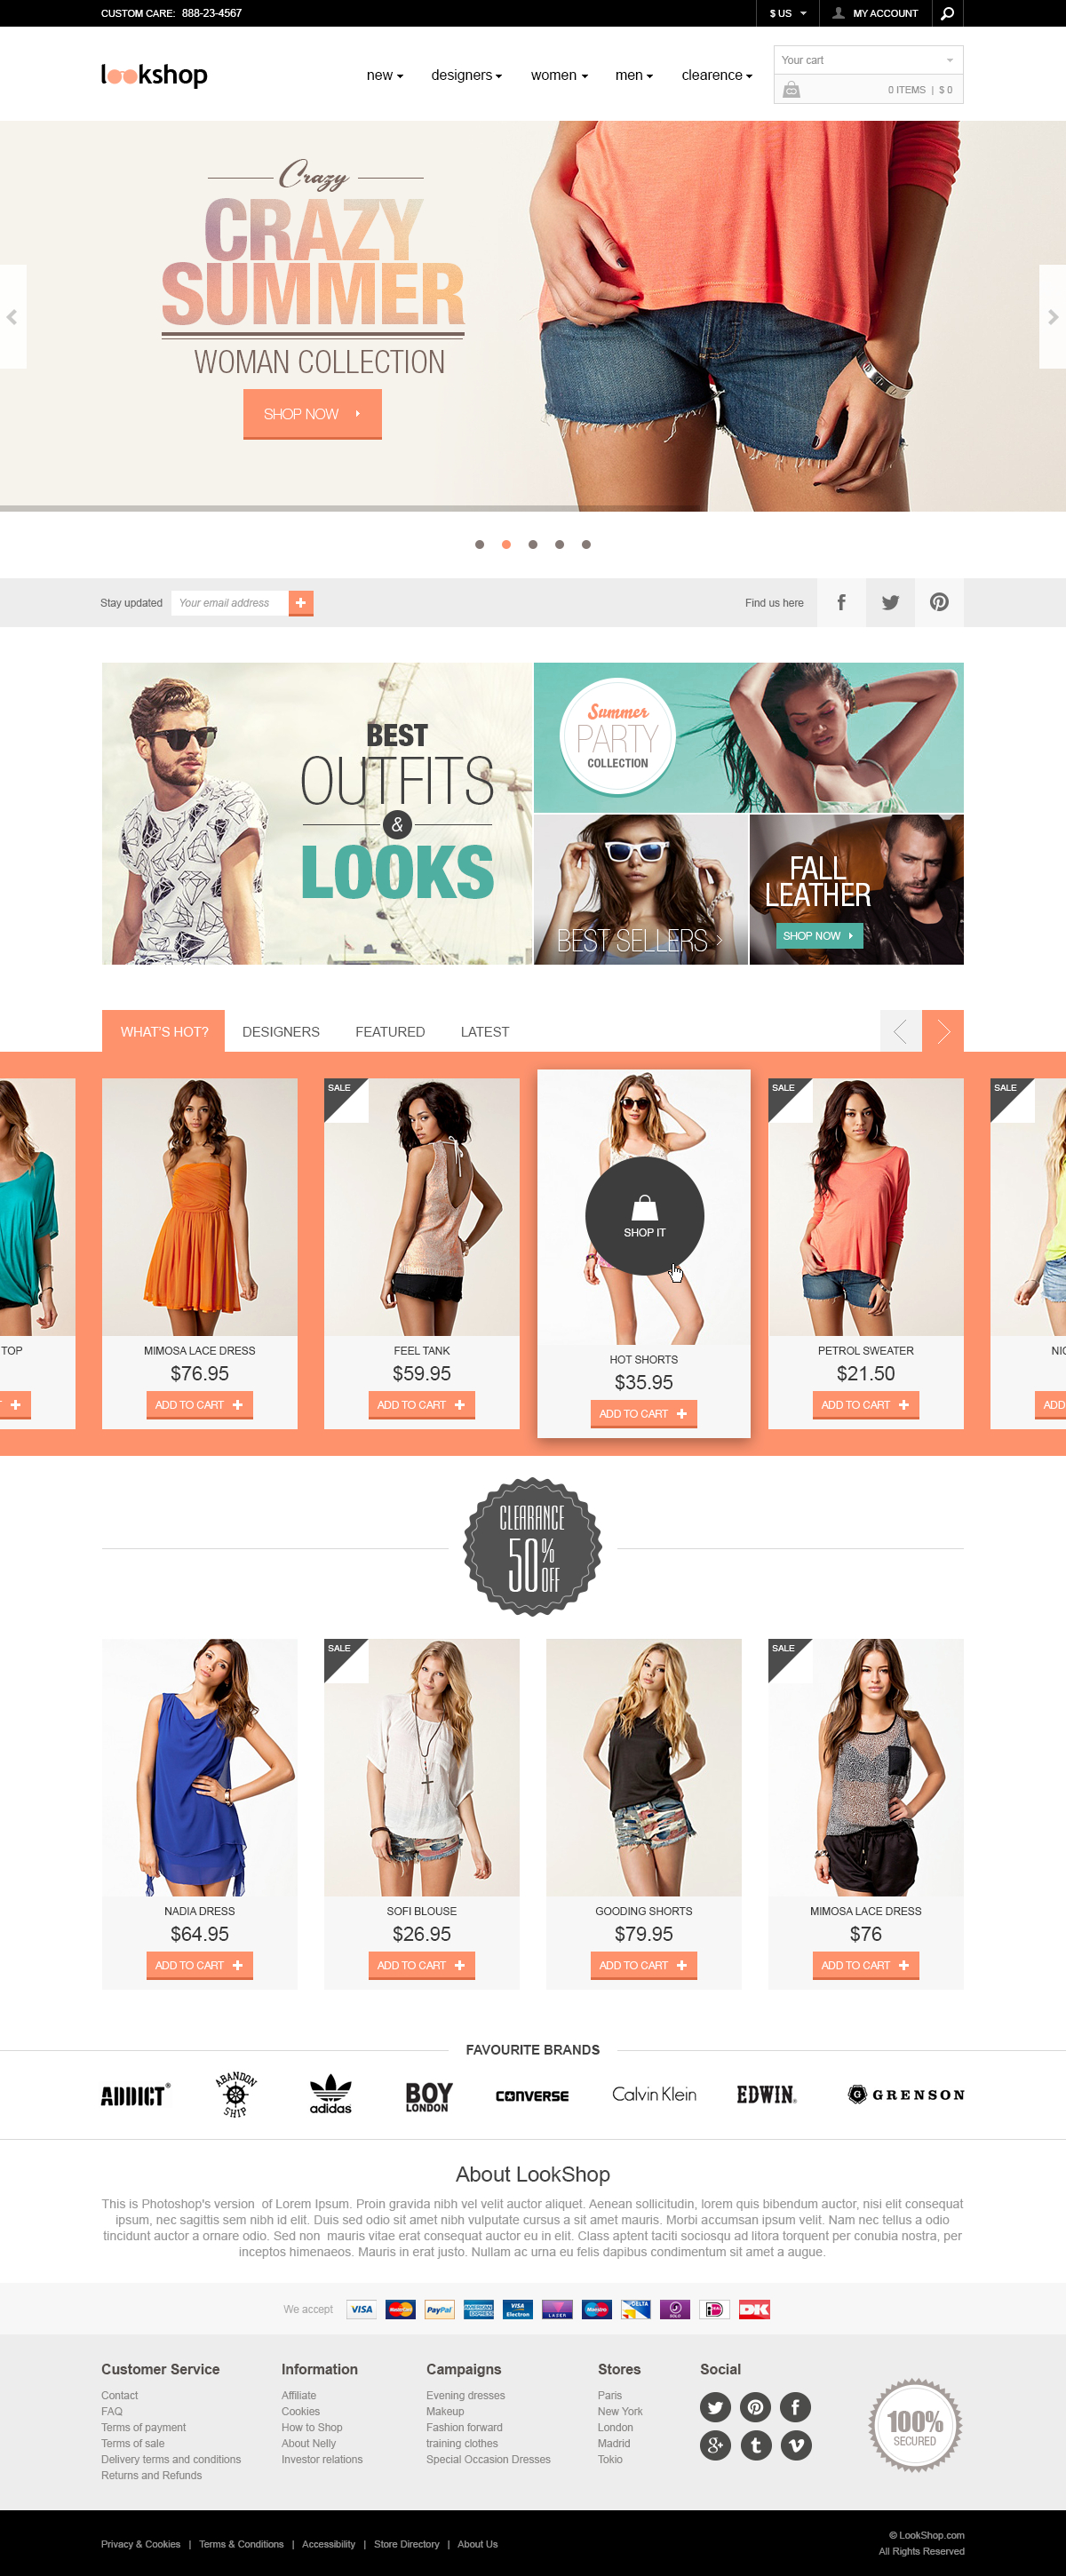 CUSTOM CARE: 888-23-4567
$ US
MY ACCOUNT
lookshop
new
designers
women
men
clearence
Your cart
0 ITEMS | $ 0
Crazy
CRAZY
SUMMER
WOMAN COLLECTION
SHOP NOW
Stay updated
Your email address
Find us here
BEST
OUTFITS
&
LOOKS
Summer
PARTY
COLLECTION
BEST SELLERS
FALL
LEATHER
SHOP NOW
WHAT'S HOT?
DESIGNERS
FEATURED
LATEST
SALE
SALE
SALE
SHOP IT
TOP
MIMOSA LACE DRESS
$76.95
ADD TO CART
FEEL TANK
$59.95
ADD TO CART
HOT SHORTS
$35.95
ADD TO CART
PETROL SWEATER
$21.50
ADD TO CART
NIC
ADD
CLEARANCE
50% OFF
SALE
SALE
NADIA DRESS
$64.95
ADD TO CART
SOFI BLOUSE
$26.95
ADD TO CART
GOODING SHORTS
$79.95
ADD TO CART
MIMOSA LACE DRESS
$76
ADD TO CART
FAVOURITE BRANDS
ADDICT®
ABANDON SHIP
adidas
BOY LONDON
CONVERSE
Calvin Klein
EDWIN
G GRENSON
About LookShop
This is Photoshop's version of Lorem Ipsum. Proin gravida nibh vel velit auctor aliquet. Aenean sollicitudin, lorem quis bibendum auctor, nisi elit consequat
ipsum, nec sagittis sem nibh id elit. Duis sed odio sit amet nibh vulputate cursus a sit amet mauris. Morbi accumsan ipsum velit. Nam nec tellus a odio
tincidunt auctor a ornare odio. Sed non mauris vitae erat consequat auctor eu in elit. Class aptent taciti sociosqu ad litora torquent per conubia nostra, per
inceptos himenaeos. Mauris in erat justo. Nullam ac urna eu felis dapibus condimentum sit amet a augue.
We accept
VISA
MasterCard
PayPal
AMERICAN EXPRESS
VISA Electron
LASER
Maestro
DELTA
SOLO
iD
DK
Customer Service
Contact
FAQ
Terms of payment
Terms of sale
Delivery terms and conditions
Returns and Refunds
Information
Affiliate
Cookies
How to Shop
About Nelly
Investor relations
Campaigns
Evening dresses
Makeup
Fashion forward
training clothes
Special Occasion Dresses
Stores
Paris
New York
London
Madrid
Tokio
Social
100%
SECURED
Privacy & Cookies | Terms & Conditions | Accessibility | Store Directory | About Us
© LookShop.com
All Rights Reserved